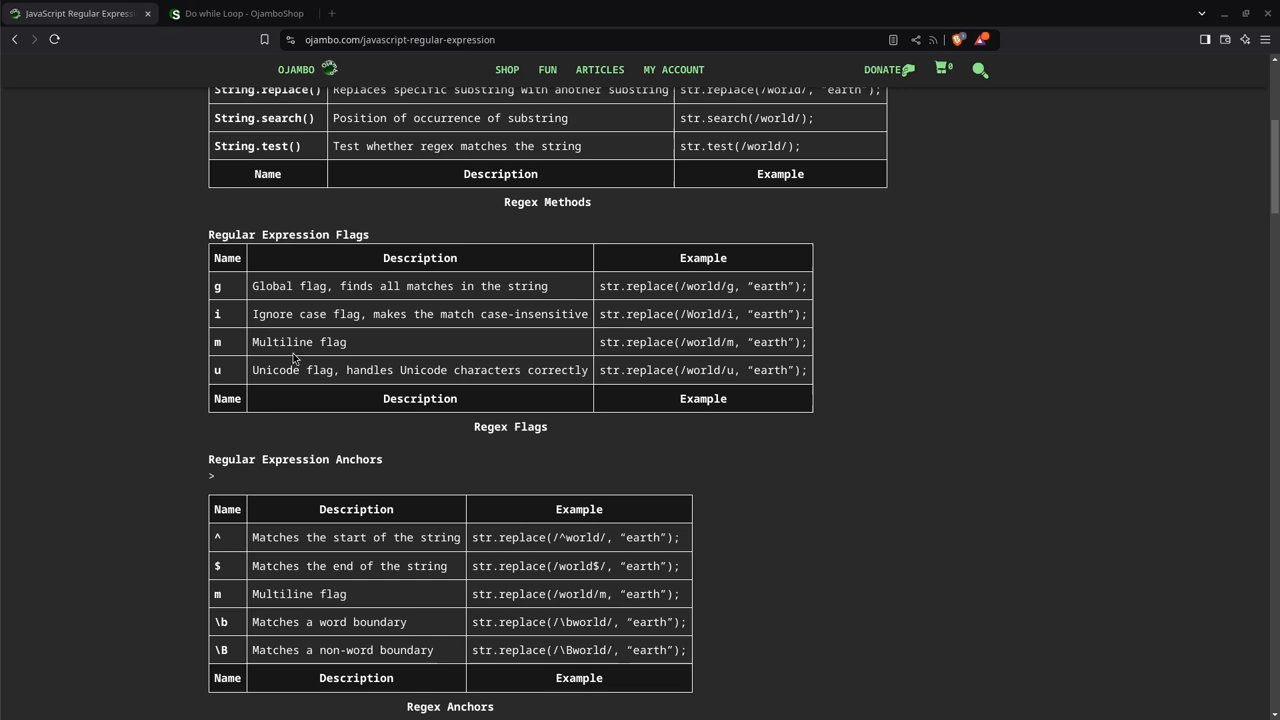 JavaScript Regular Express
Do while Loop - OjamboShop
ojambo.com/javascript-regular-expression
OJAMBO SHOP FUN ARTICLES MY ACCOUNT DONATE 0
String.replace() Replaces specific substring with another substring str.replace(/world/, “earth”);
String.search() Position of occurrence of substring str.search(/world/);
String.test() Test whether regex matches the string str.test(/world/);
Name Description Example
Regex Methods
Regular Expression Flags
Name Description Example
g Global flag, finds all matches in the string str.replace(/world/g, “earth”);
i Ignore case flag, makes the match case-insensitive str.replace(/World/i, “earth”);
m Multiline flag str.replace(/world/m, “earth”);
u Unicode flag, handles Unicode characters correctly str.replace(/world/u, “earth”);
Name Description Example
Regex Flags
Regular Expression Anchors
>
Name Description Example
^ Matches the start of the string str.replace(/^world/, “earth”);
$ Matches the end of the string str.replace(/world$/, “earth”);
m Multiline flag str.replace(/world/m, “earth”);
\b Matches a word boundary str.replace(/\bworld/, “earth”);
\B Matches a non-word boundary str.replace(/\Bworld/, “earth”);
Name Description Example
Regex Anchors